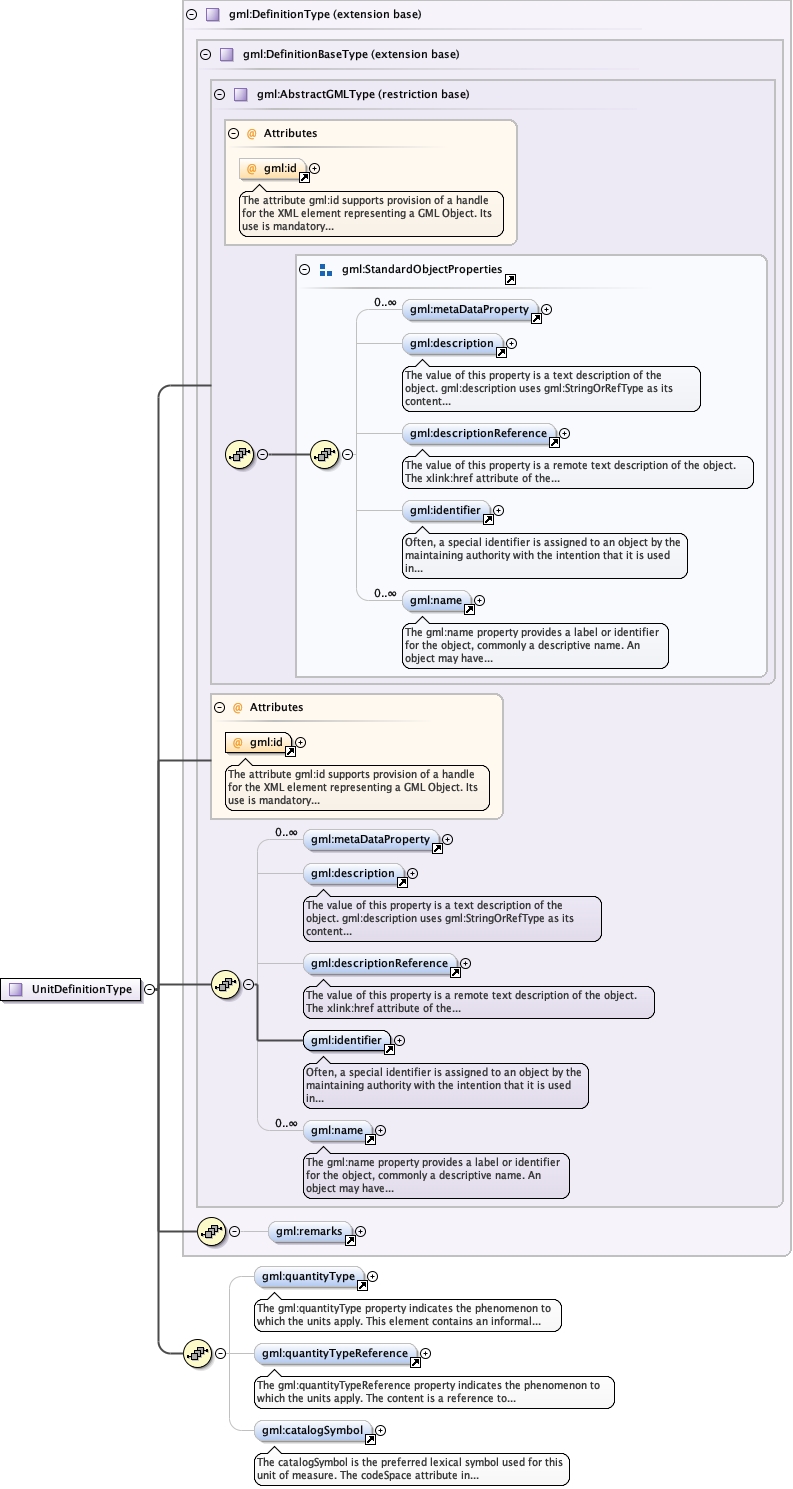 gml:DefinitionType (extension base)
gml:DefinitionBaseType (extension base)
gml:AbstractGMLType (restriction base)
@ Attributes
@ gml:id
The attribute gml:id supports provision of a handle
for the XML element representing a GML Object. Its
use is mandatory...
gml:StandardObjectProperties
0..∞
gml:metaDataProperty
gml:description
The value of this property is a text description of the
object. gml:description uses gml:StringOrRefType as its
content...
gml:descriptionReference
The value of this property is a remote text description of the object.
The xlink:href attribute of the...
gml:identifier
Often, a special identifier is assigned to an object by the
maintaining authority with the intention that it is used
in...
0..∞
gml:name
The gml:name property provides a label or identifier
for the object, commonly a descriptive name. An
object may have...
@ Attributes
@ gml:id
The attribute gml:id supports provision of a handle
for the XML element representing a GML Object. Its
use is mandatory...
0..∞
gml:metaDataProperty
gml:description
The value of this property is a text description of the
object. gml:description uses gml:StringOrRefType as its
content...
gml:descriptionReference
The value of this property is a remote text description of the object.
The xlink:href attribute of the...
UnitDefinitionType
gml:identifier
Often, a special identifier is assigned to an object by the
maintaining authority with the intention that it is used
in...
0..∞
gml:name
The gml:name property provides a label or identifier
for the object, commonly a descriptive name. An
object may have...
gml:remarks
gml:quantityType
The gml:quantityType property indicates the phenomenon to
which the units apply. This element contains an informal...
gml:quantityTypeReference
The gml:quantityTypeReference property indicates the phenomenon to
which the units apply. The content is a reference to...
gml:catalogSymbol
The catalogSymbol is the preferred lexical symbol used for this
unit of measure. The codeSpace attribute in...